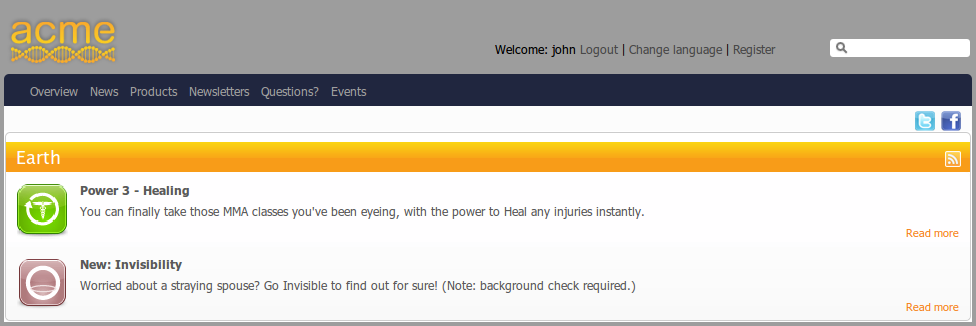 acme
Welcome: john Logout | Change language | Register
Overview News Products Newsletters Questions? Events
Earth
Power 3 - Healing
You can finally take those MMA classes you've been eyeing, with the power to Heal any injuries instantly.
Read more
New: Invisibility
Worried about a straying spouse? Go Invisible to find out for sure! (Note: background check required.)
Read more